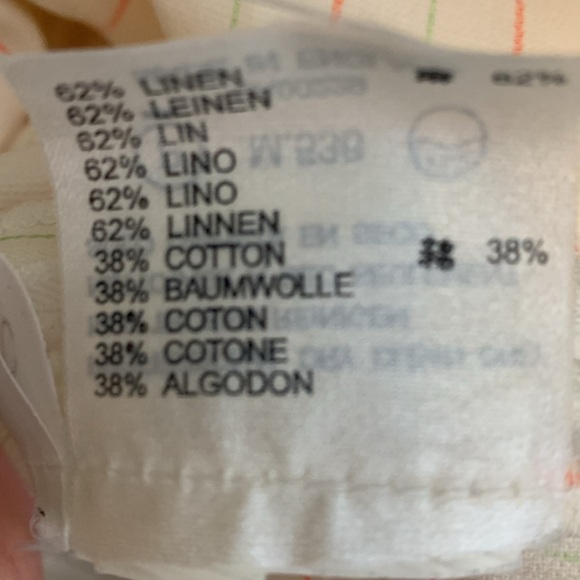 62% LINEN 62%
62% LEINEN
62% LIN
62% LINO
62% LINO
62% LINNEN
38% COTTON 38%
38% BAUMWOLLE
38% COTON
38% COTONE
38% ALGODON